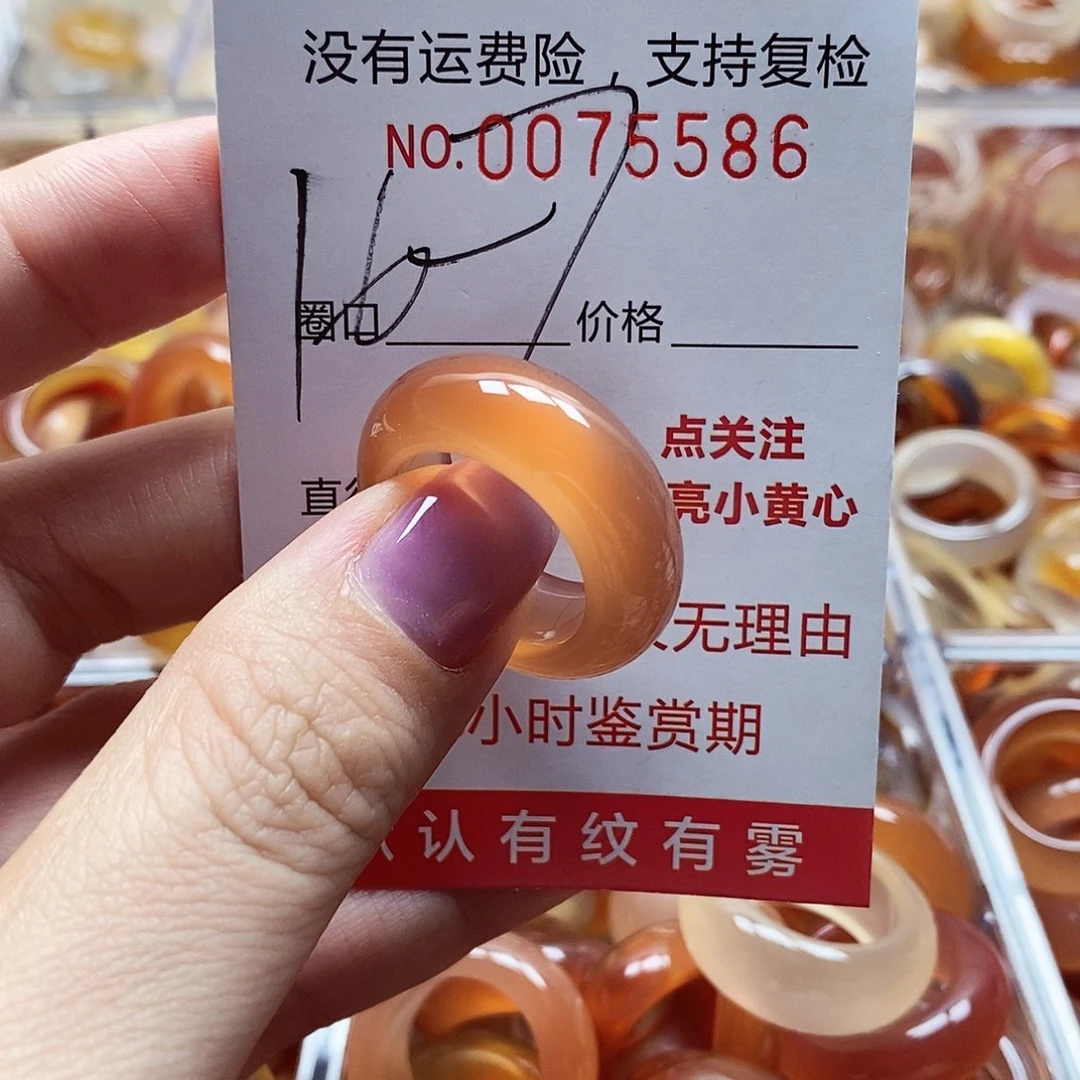 没有运费险，支持复检
NO.0075586
圈口 价格
点关注
直
亮小黄心
无理由
小时鉴赏期
认有纹有雾